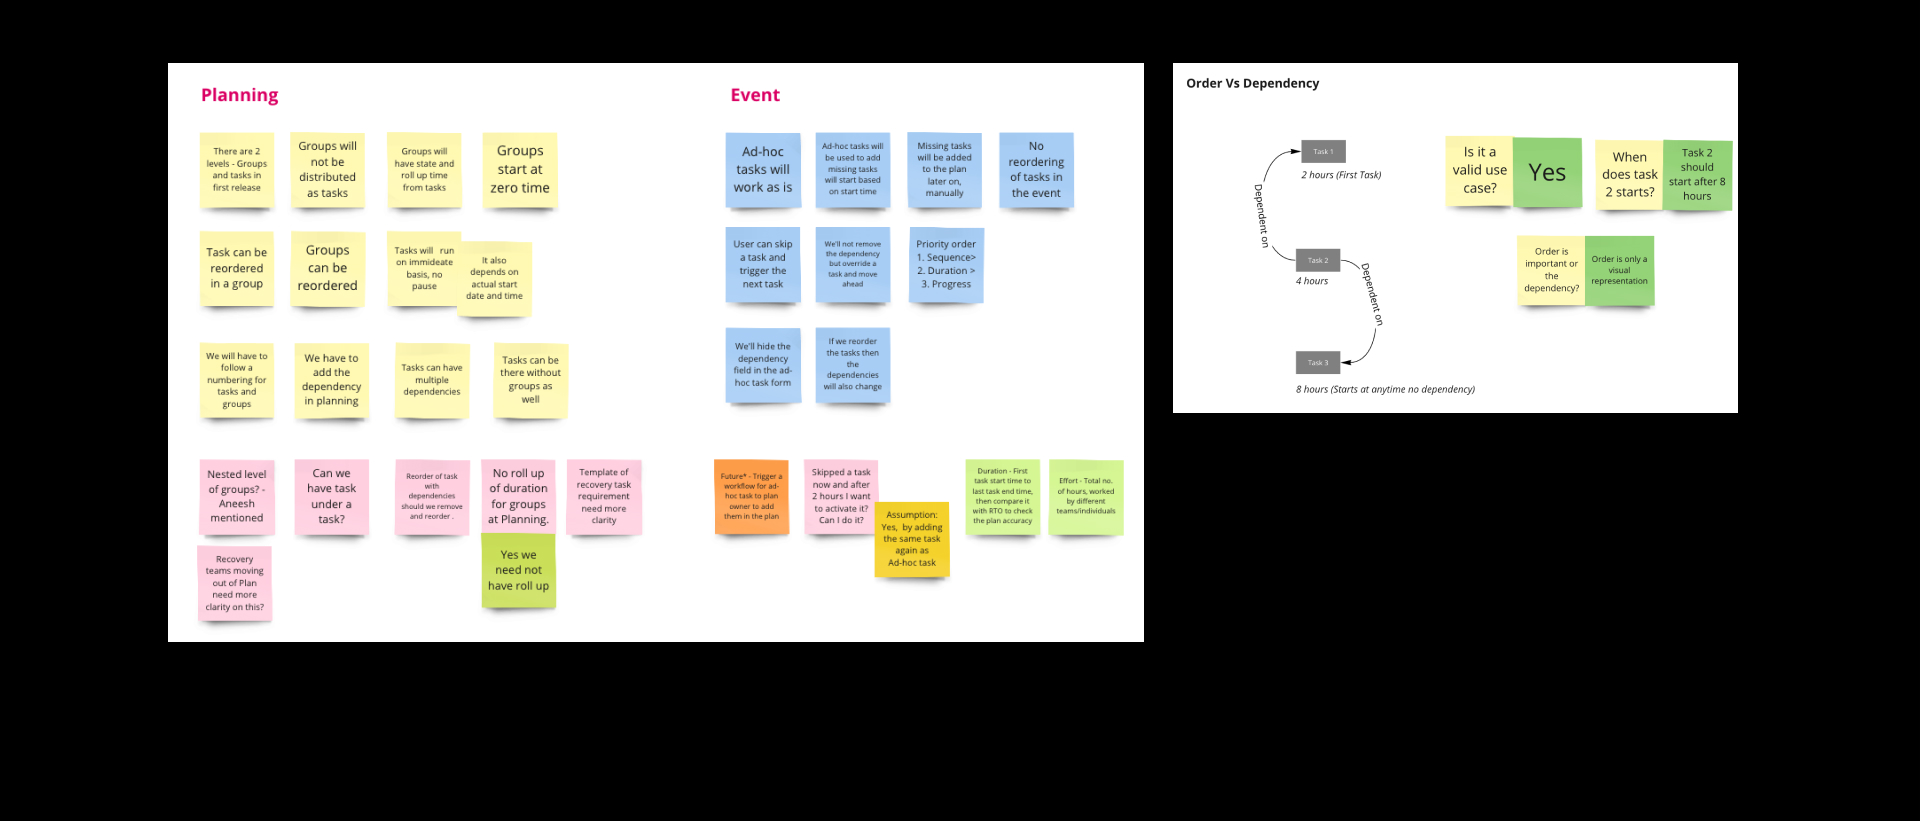 Planning
There are 2
levels - Groups
and tasks in
first release
Groups will
not be
distributed
as tasks
Groups will
have state and
roll up time
from tasks
Groups
start at
zero time
Task can be
reordered
in a group
Groups
can be
reordered
Tasks will run
on immideate
basis, no
pause
It also
depends on
actual start
date and time
We will have to
follow a
numbering for
tasks and
groups
We have to
add the
dependency
in planning
Tasks can have
multiple
dependencies
Tasks can be
there without
groups as
well
Nested level
of groups? -
Aneesh
mentioned
Can we
have task
under a
task?
Reorder of task
with
dependencies
should we remove
and reorder .
No roll up
of duration
for groups
at Planning.
Template of
recovery task
requirement
need more
clarity
Recovery
teams moving
out of Plan
need more
clarity on this?
Yes we
need not
have roll up
Event
Ad-hoc
tasks will
work as is
Ad-hoc tasks will
be used to add
missing tasks
will start based
on start time
Missing tasks
will be added
to the plan
later on,
manually
No
reordering
of tasks in
the event
User can skip
a task and
trigger the
next task
We'll not remove
the dependency
but override a
task and move
ahead
Priority order
1. Sequence>
2. Duration >
3. Progress
We'll hide the
dependency
field in the ad-
hoc task form
If we reorder
the tasks then
the
dependencies
will also change
Future* - Trigger a
workflow for ad-
hoc task to plan
owner to add
them in the plan
Skipped a task
now and after
2 hours I want
to activate it?
Can I do it?
Assumption:
Yes, by adding
the same task
again as
Ad-hoc task
Duration - First
task start time to
last task end time,
then compare it
with RTO to check
the plan accuracy
Effort - Total no.
of hours, worked
by different
teams/individuals
Order Vs Dependency
Task 1
2 hours (First Task)
Dependent on
Task 2
4 hours
Dependent on
Task 3
8 hours (Starts at anytime no dependency)
Is it a
valid use
case?
Yes
When
does task
2 starts?
Task 2
should
start after 8
hours
Order is
important or
the
dependency?
Order is only a
visual
representation